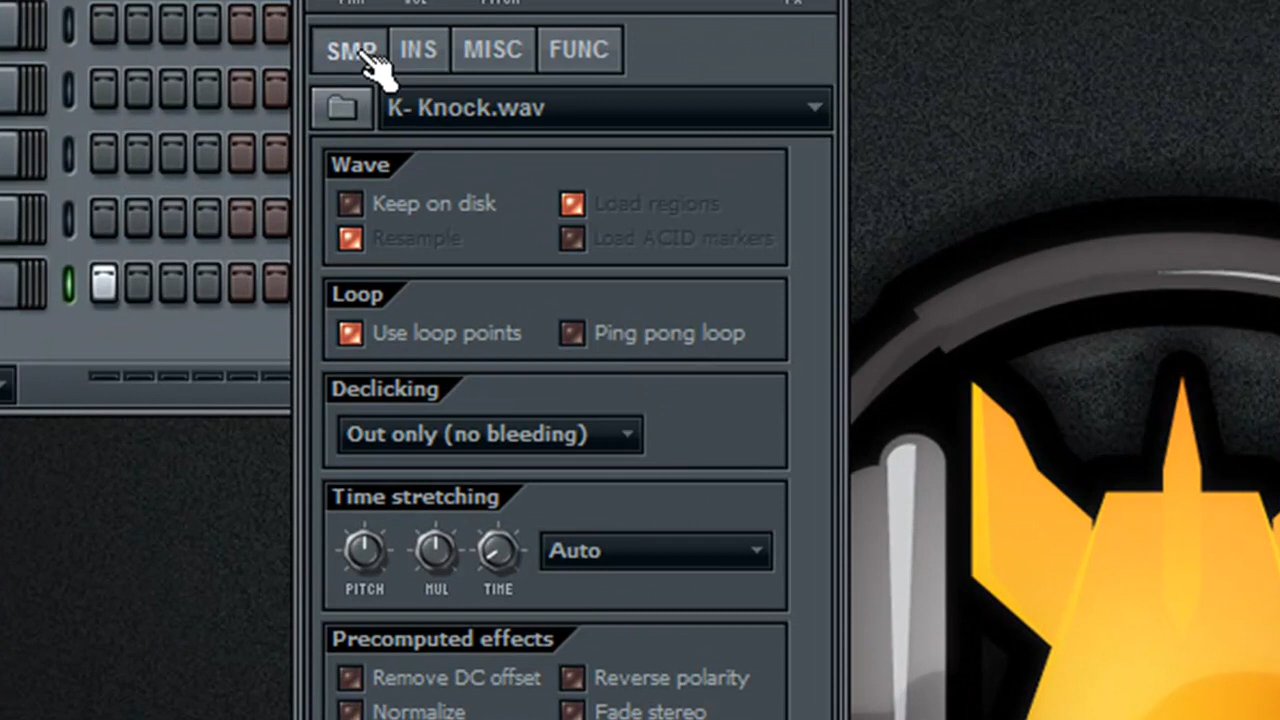 SMP INS MISC FUNC
K- Knock.wav
Wave
Keep on disk Load regions
Resample Load ACID markers
Loop
Use loop points Ping pong loop
Declicking
Out only (no bleeding)
Time stretching
Auto
PITCH MUL TIME
Precomputed effects
Remove DC offset Reverse polarity
Normalize Fade stereo